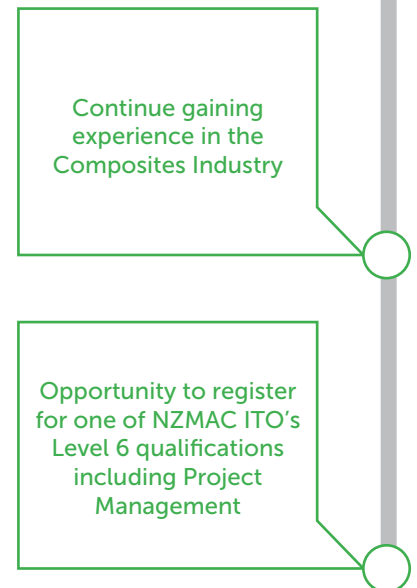 Continue gaining
experience in the
Composites Industry
Opportunity to register
for one of NZMAC ITO’s
Level 6 qualifications
including Project
Management